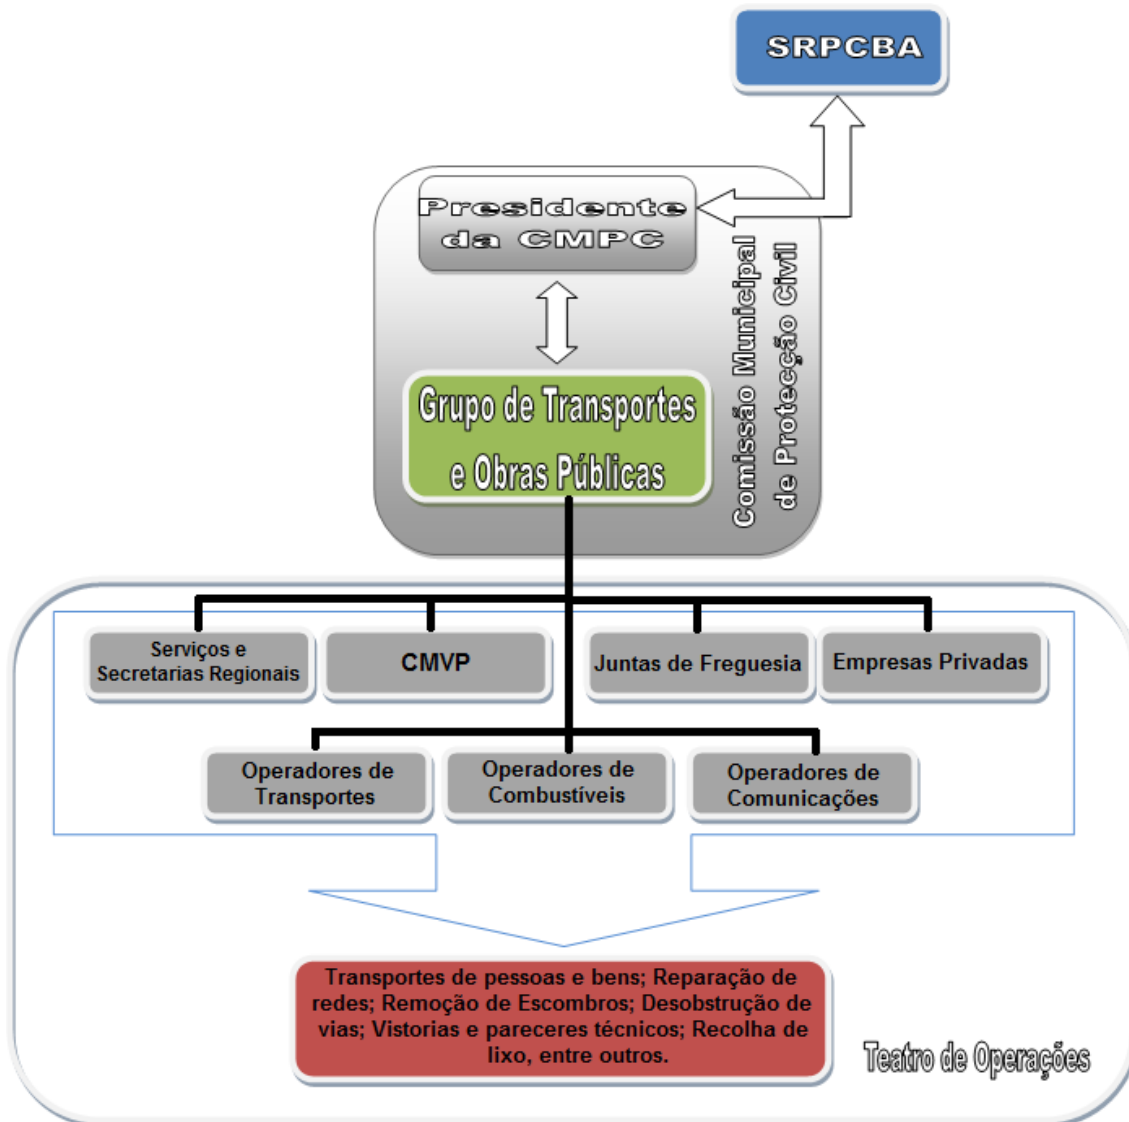 SRPCBA
Presidente
da CMPC
Comissão Municipal
de Protecção Civil
Grupo de Transportes
e Obras Públicas
Serviços e
Secretarias Regionais
CMVP
Juntas de Freguesia
Empresas Privadas
Operadores de
Transportes
Operadores de
Combustíveis
Operadores de
Comunicações
Transportes de pessoas e bens; Reparação de
redes; Remoção de Escombros; Desobstrução de
vias; Vistorias e pareceres técnicos; Recolha de
lixo, entre outros.
Teatro de Operações